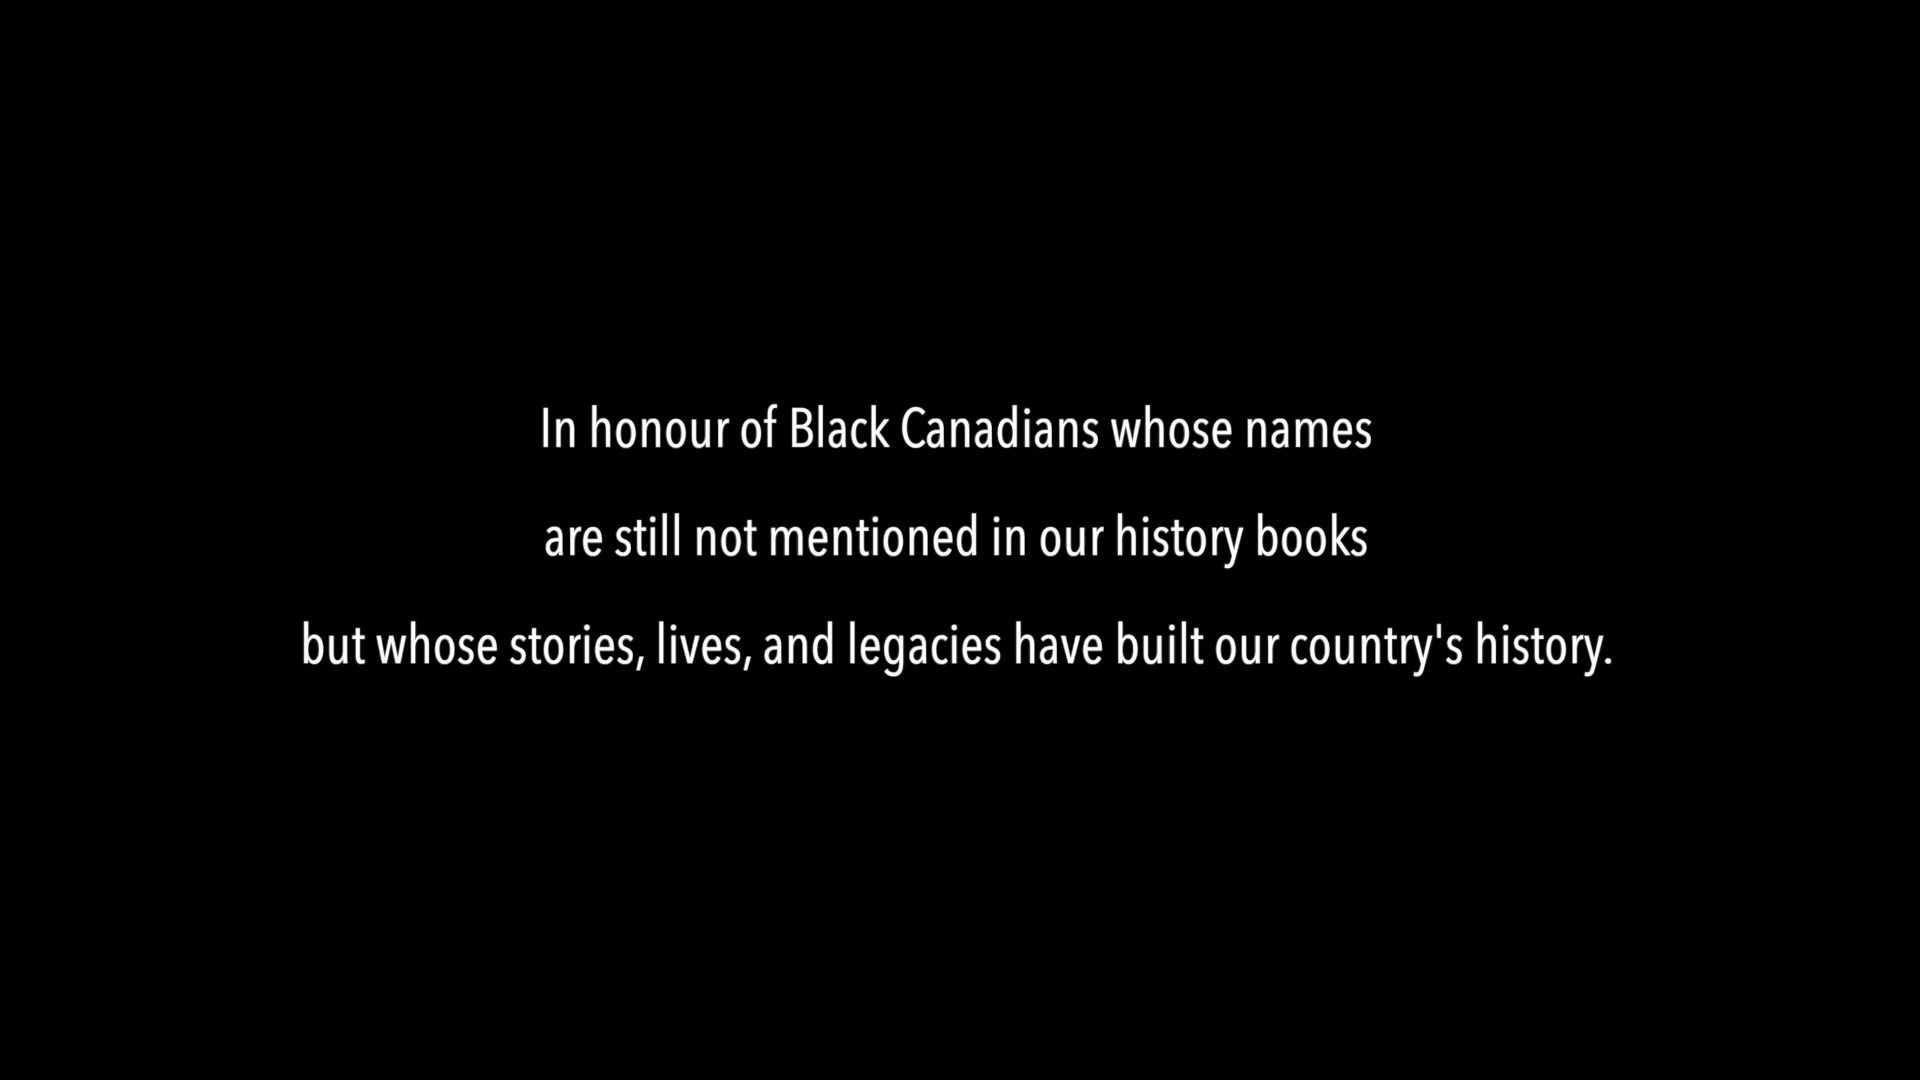 In honour of Black Canadians whose names
are still not mentioned in our history books
but whose stories, lives, and legacies have built our country's history.